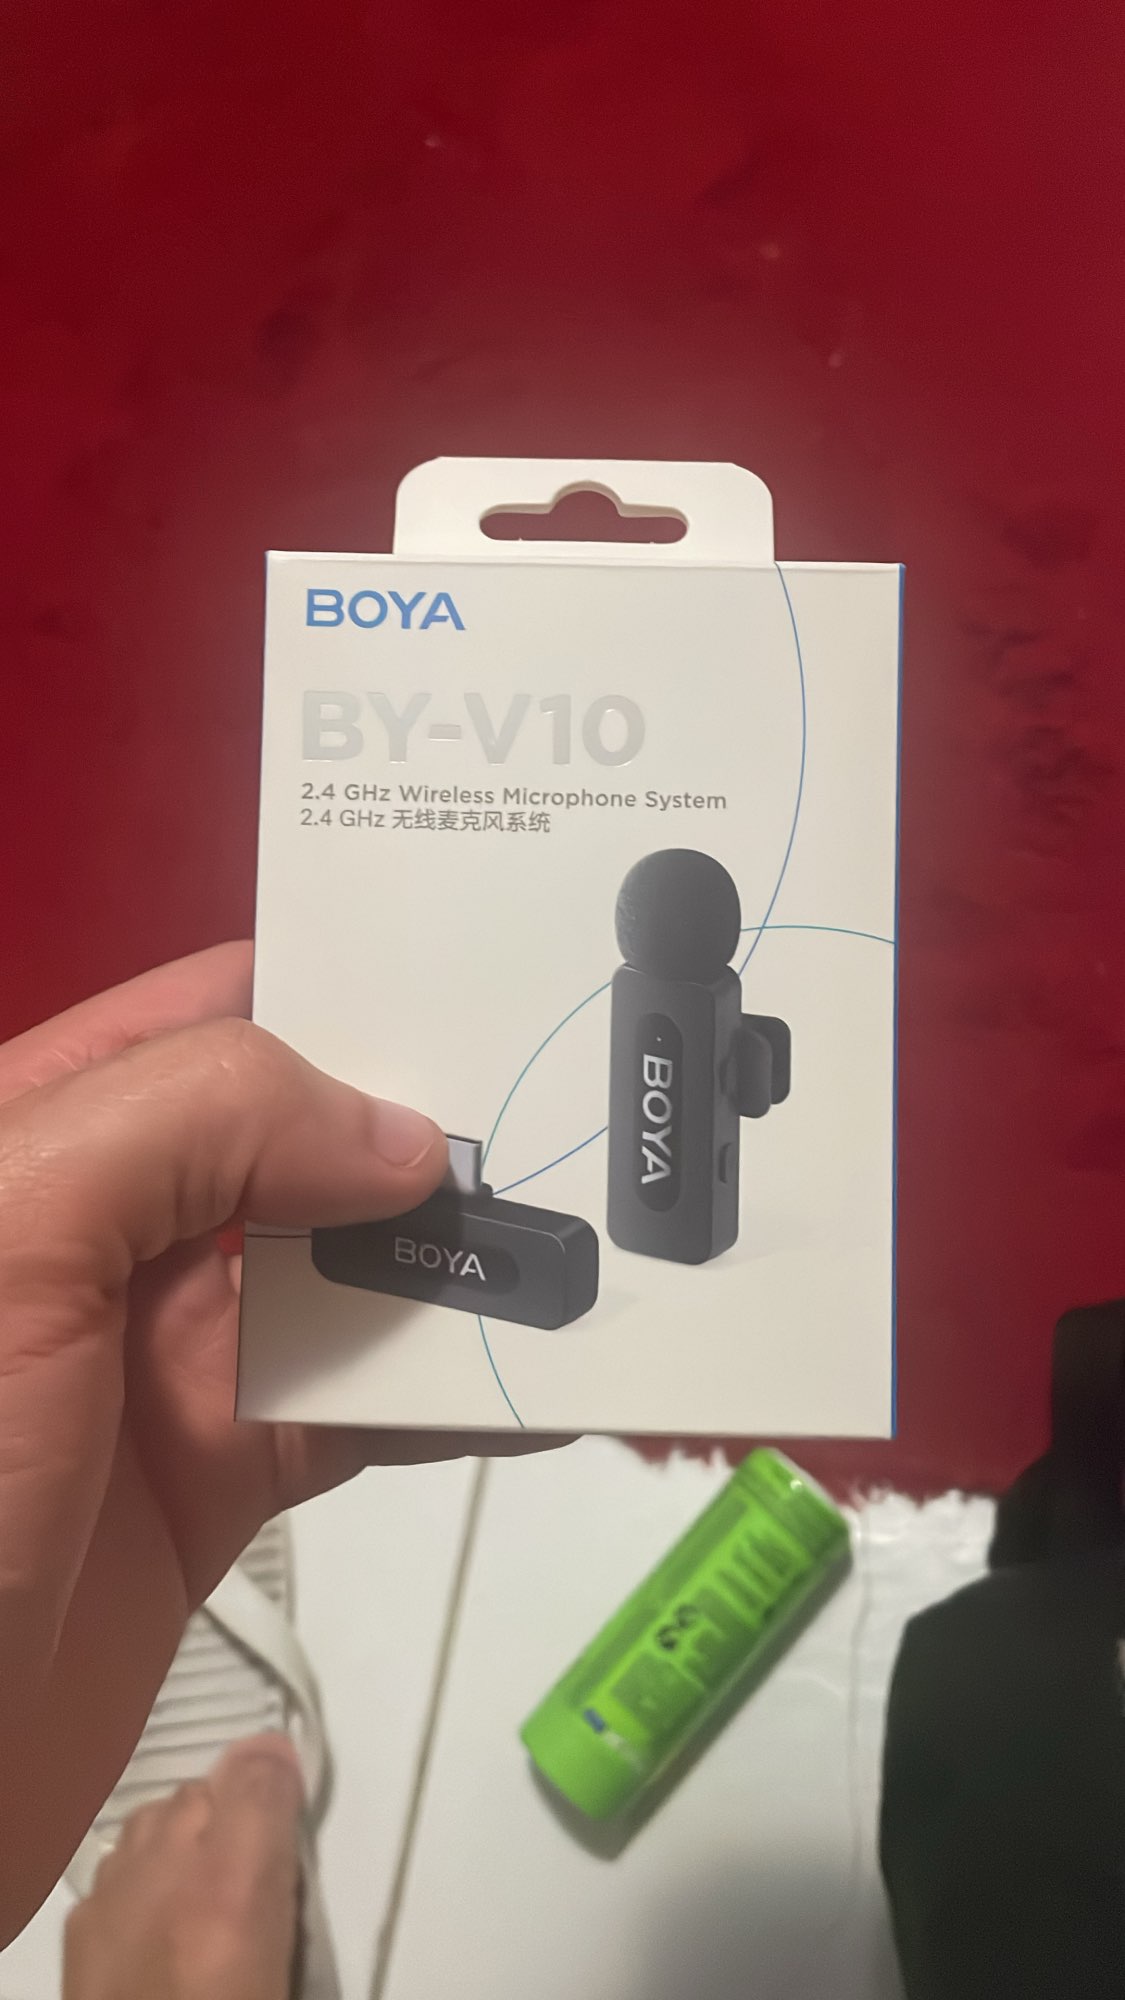 BOYA
BY-V10
2.4 GHz Wireless Microphone System
2.4 GHz 无线麦克风系统
BOYA
BOYA